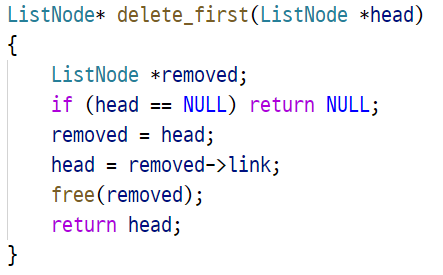 ListNode* delete_first(ListNode *head)
{
    ListNode *removed;
    if (head == NULL) return NULL;
    removed = head;
    head = removed->link;
    free(removed);
    return head;
}